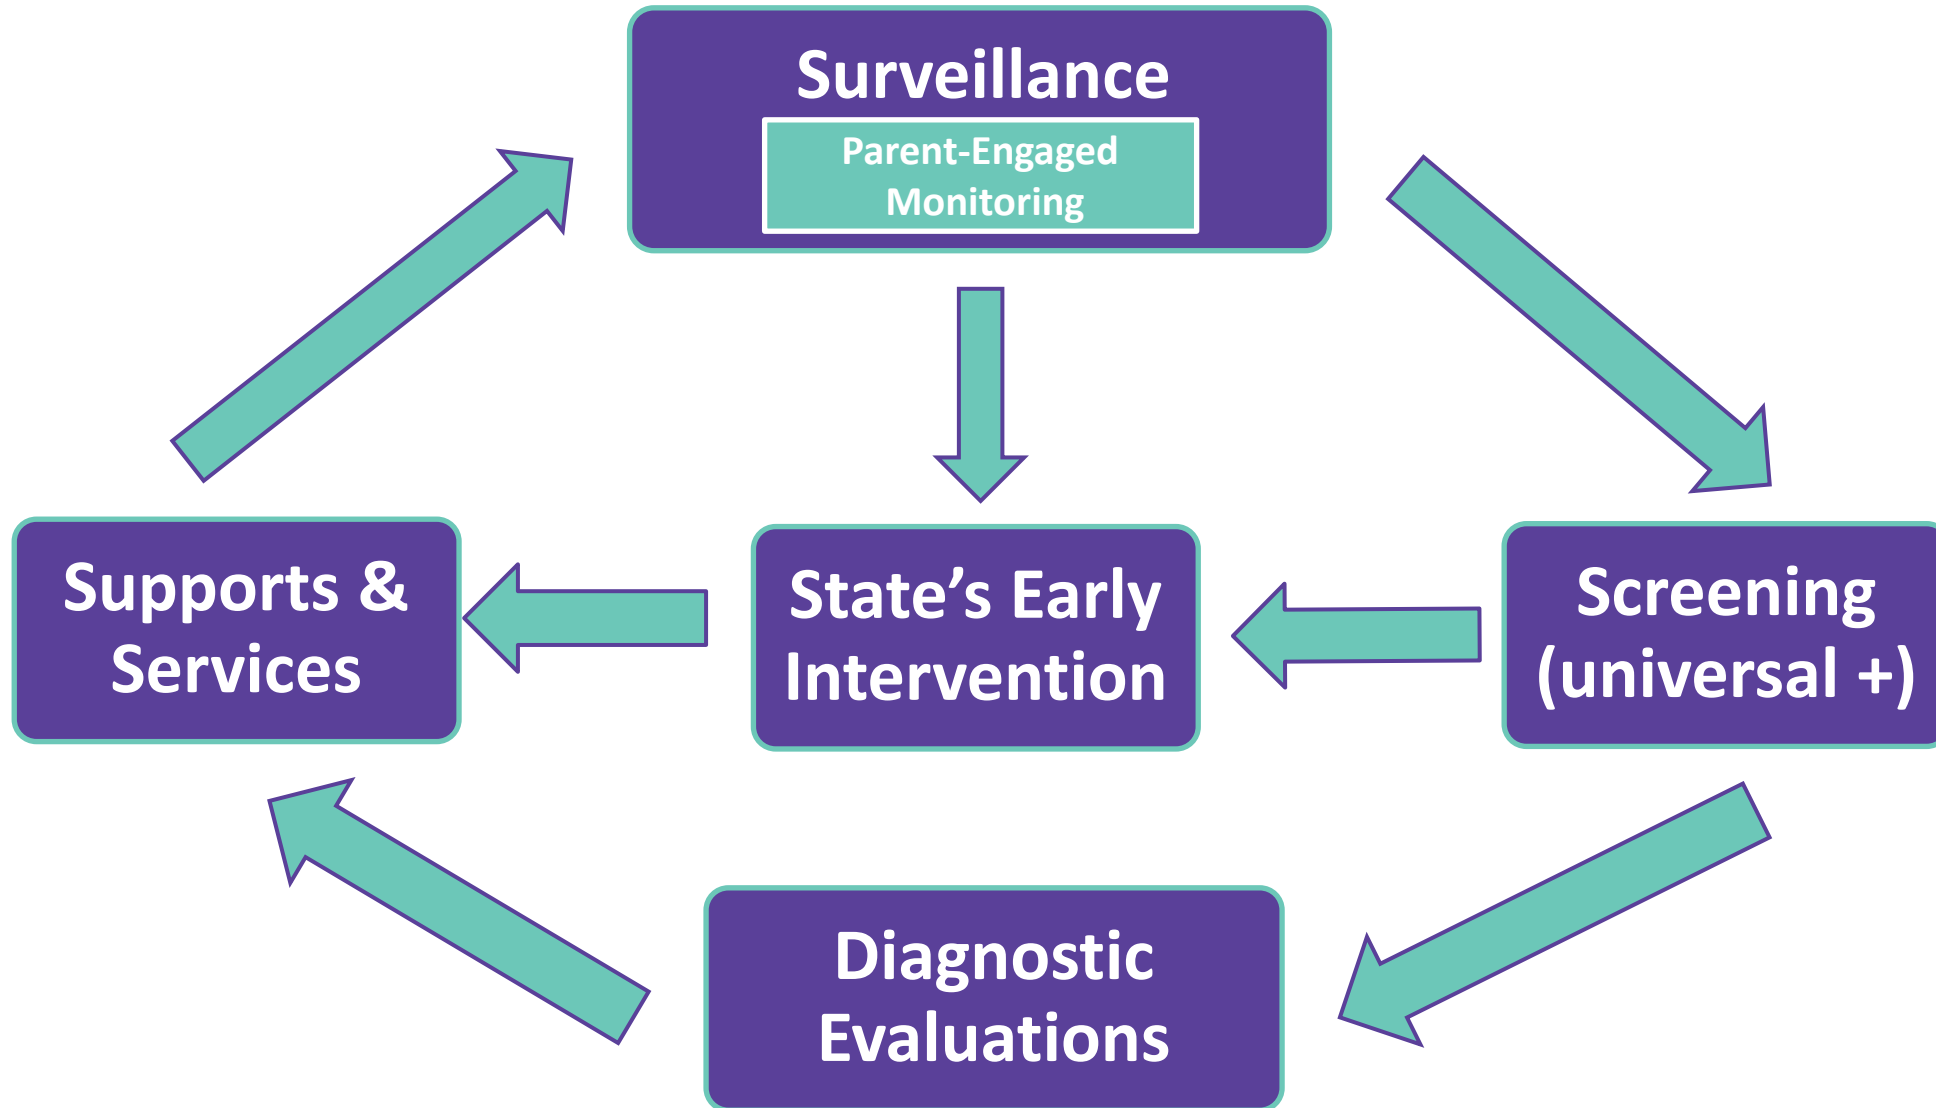 Surveillance
Parent-Engaged
Monitoring
Supports &
Services
State’s Early
Intervention
Screening
(universal +)
Diagnostic
Evaluations